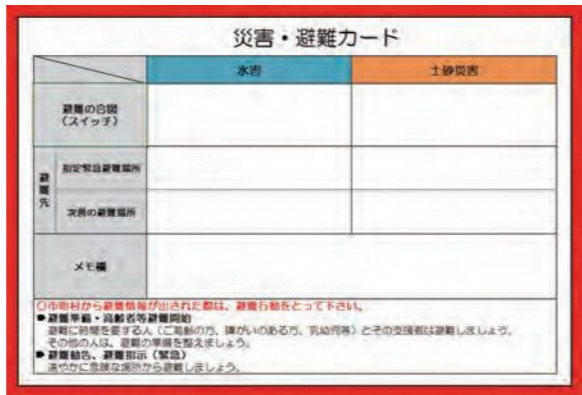 災害・避難カード
水害
土砂災害
避難の合図
(スイッチ)
避難先
指定緊急避難場所
次善の避難場所
メモ欄
○市町村から避難情報が出された際は、避難行動をとって下さい。
●避難準備・高齢者等避難開始
避難に時間を要する人（ご高齢の方、障がいのある方、乳幼児等）とその支援者は避難しましょう。
その他の人は、避難の準備を整えましょう。
●避難勧告、避難指示（緊急）
速やかに危険な場所から避難しましょう。